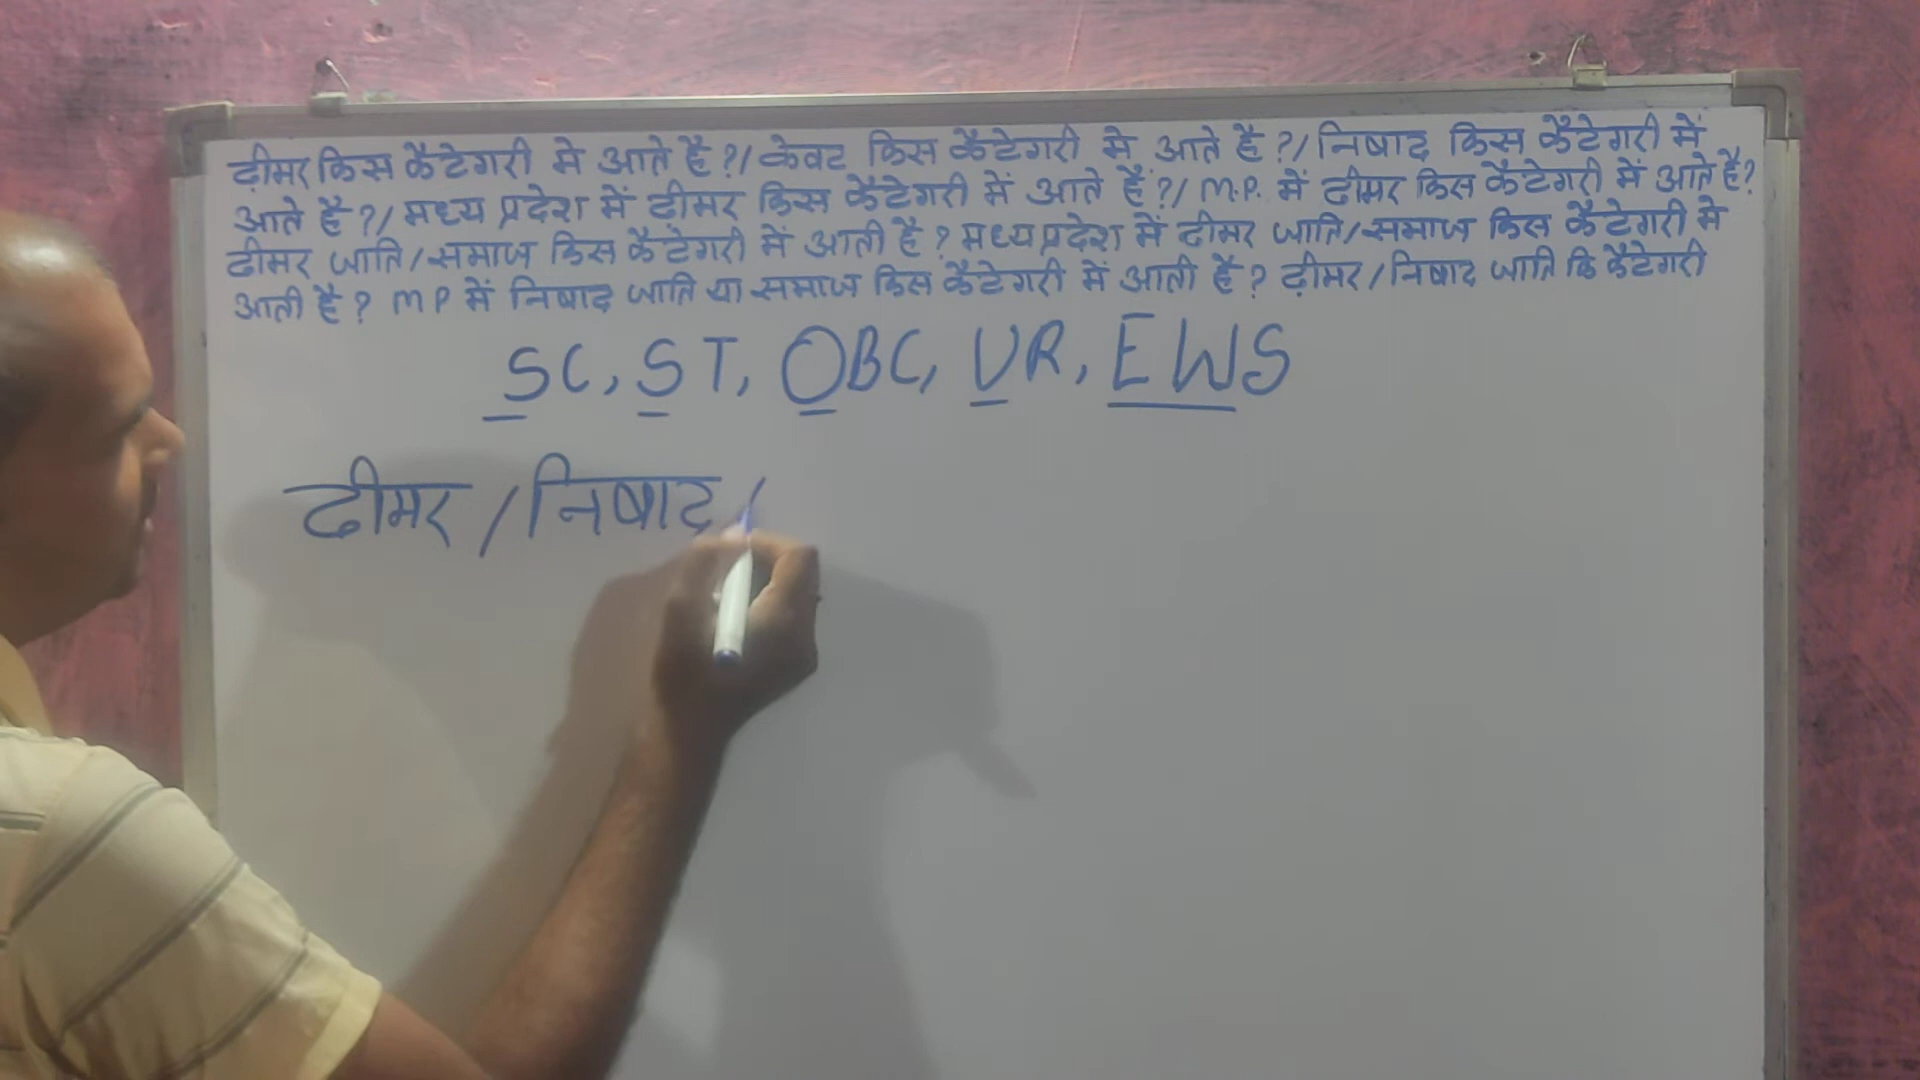 ढ़ीमर किस कैटेगरी मे आते है ?/ केवट किस कैटेगरी मे आते है ?/ निषाद किस कैटेगरी में
आते है ?/ मध्य प्रदेश में ढ़ीमर किस कैटेगरी में आते हैं ?/ M.P. में ढीमर किस कैटेगरी में आते है?
ढीमर जाति/समाज किस कैटेगरी में आती है ? मध्यप्रदेश में ढीमर जाति/समाज किस कैटेगरी मे
आती है ? MP में निषाद जाति या समाज किस कैटेगरी में आती है ? ढ़ीमर/निषाद जाति कि कैटेगरी
SC, ST, OBC, UR, EWS
ढीमर /निषाद /